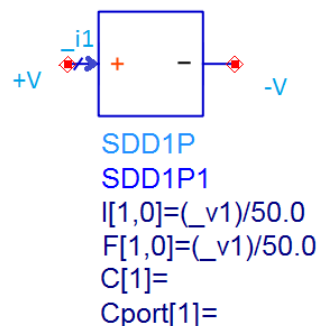 _i1
+V
+
−
-V
SDD1P
SDD1P1
I[1,0]=(_v1)/50.0
F[1,0]=(_v1)/50.0
C[1]=
Cport[1]=